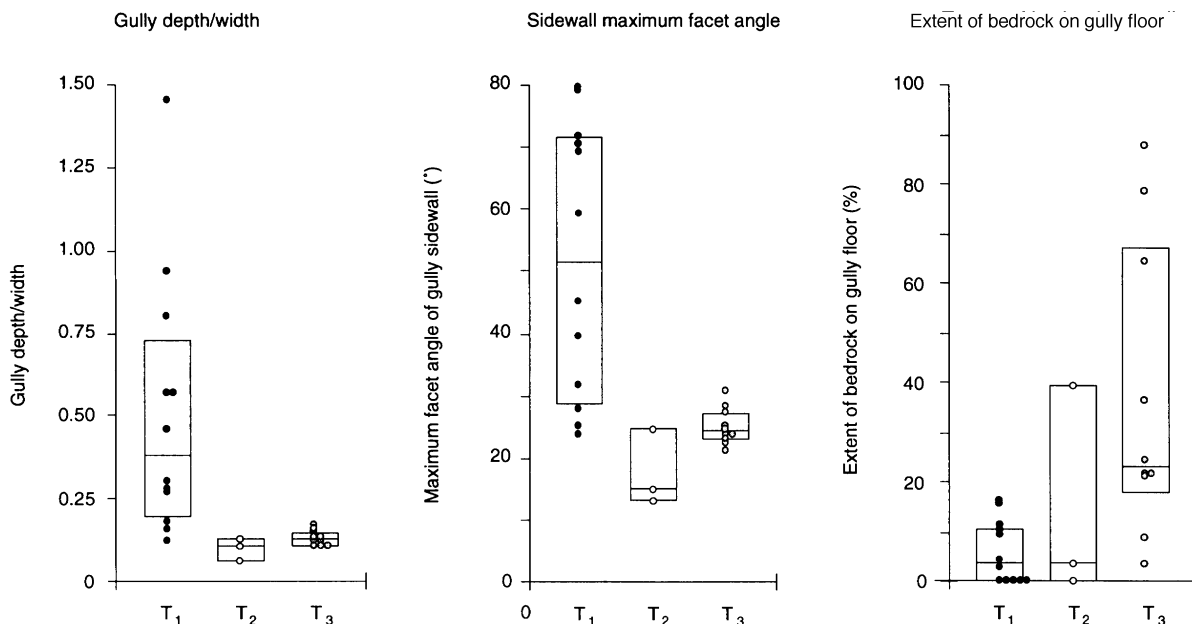 Gully depth/width
Sidewall maximum facet angle
Extent of bedrock on gully floor
Gully depth/width
1.50
1.25
1.00
0.75
0.50
0.25
0
T1
T2
T3
Maximum facet angle of gully sidewall (°)
80
60
40
20
0
0
T1
T2
T3
Extent of bedrock on gully floor (%)
100
80
60
40
20
0
T1
T2
T3